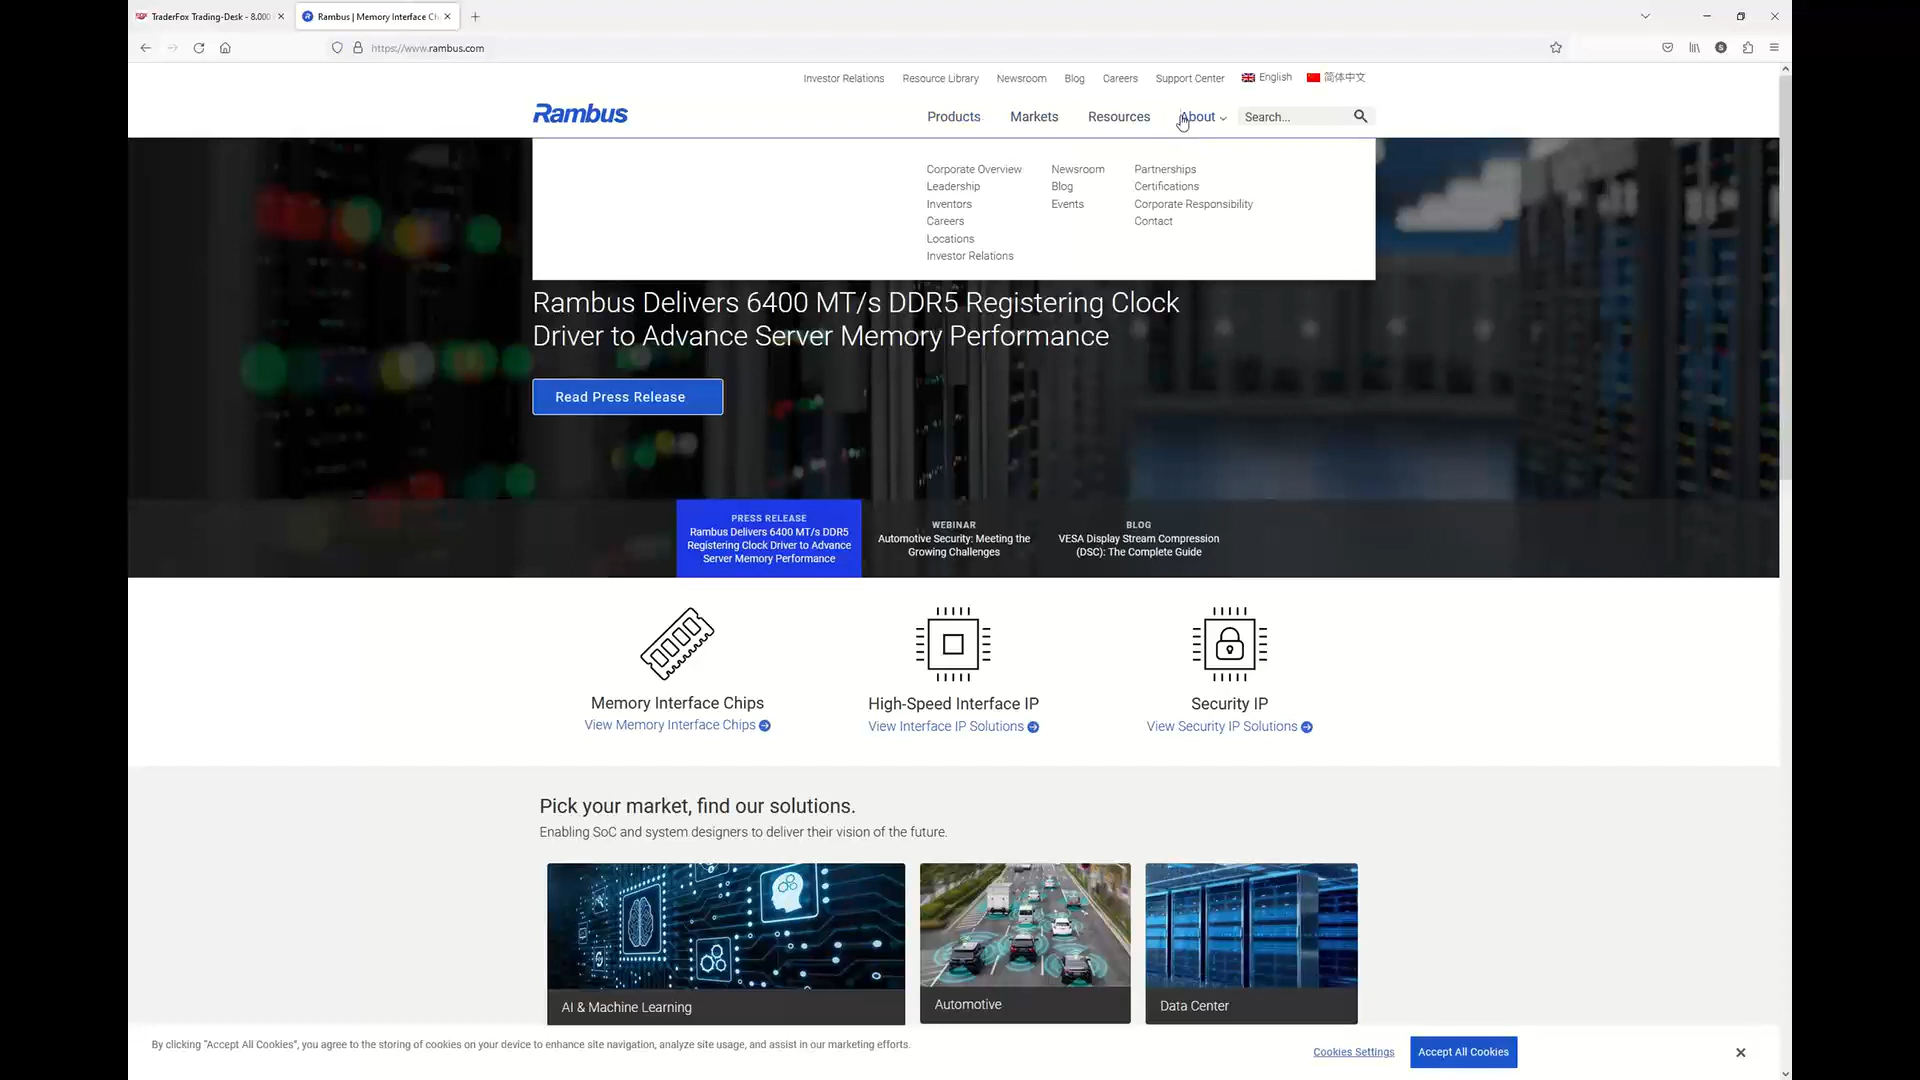 TraderFox Trading-Desk - 8.000
Rambus | Memory Interface Ch
https://www.rambus.com
Investor Relations
Resource Library
Newsroom
Blog
Careers
Support Center
English
简体中文
Rambus
Products
Markets
Resources
About
Search...
Corporate Overview
Leadership
Inventors
Careers
Locations
Investor Relations
Newsroom
Blog
Events
Partnerships
Certifications
Corporate Responsibility
Contact
Rambus Delivers 6400 MT/s DDR5 Registering Clock
Driver to Advance Server Memory Performance
Read Press Release
PRESS RELEASE
Rambus Delivers 6400 MT/s DDR5
Registering Clock Driver to Advance
Server Memory Performance
WEBINAR
Automotive Security: Meeting the
Growing Challenges
BLOG
VESA Display Stream Compression
(DSC): The Complete Guide
Memory Interface Chips
View Memory Interface Chips
High-Speed Interface IP
View Interface IP Solutions
Security IP
View Security IP Solutions
Pick your market, find our solutions.
Enabling SoC and system designers to deliver their vision of the future.
AI & Machine Learning
Automotive
Data Center
By clicking "Accept All Cookies", you agree to the storing of cookies on your device to enhance site navigation, analyze site usage, and assist in our marketing efforts.
Cookies Settings
Accept All Cookies